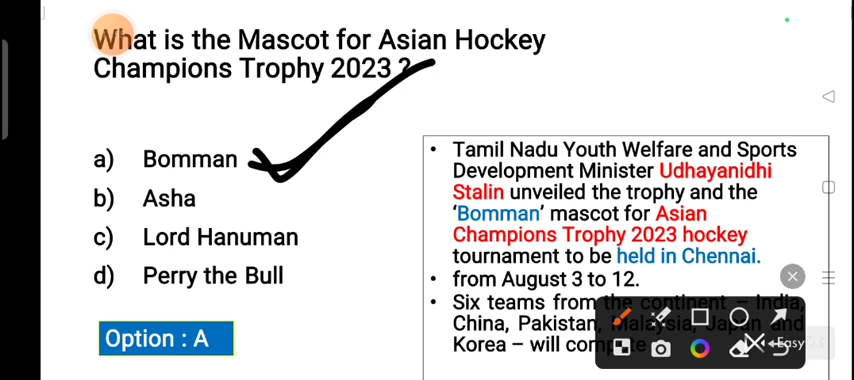 What is the Mascot for Asian Hockey
Champions Trophy 2023 ?
a) Bomman
b) Asha
c) Lord Hanuman
d) Perry the Bull
Option : A
• Tamil Nadu Youth Welfare and Sports
Development Minister Udhayanidhi
Stalin unveiled the trophy and the
‘Bomman’ mascot for Asian
Champions Trophy 2023 hockey
tournament to be held in Chennai.
• from August 3 to 12.
• Six teams from the continent – India,
China, Pakistan, Malaysia, Japan and
Korea – will compete